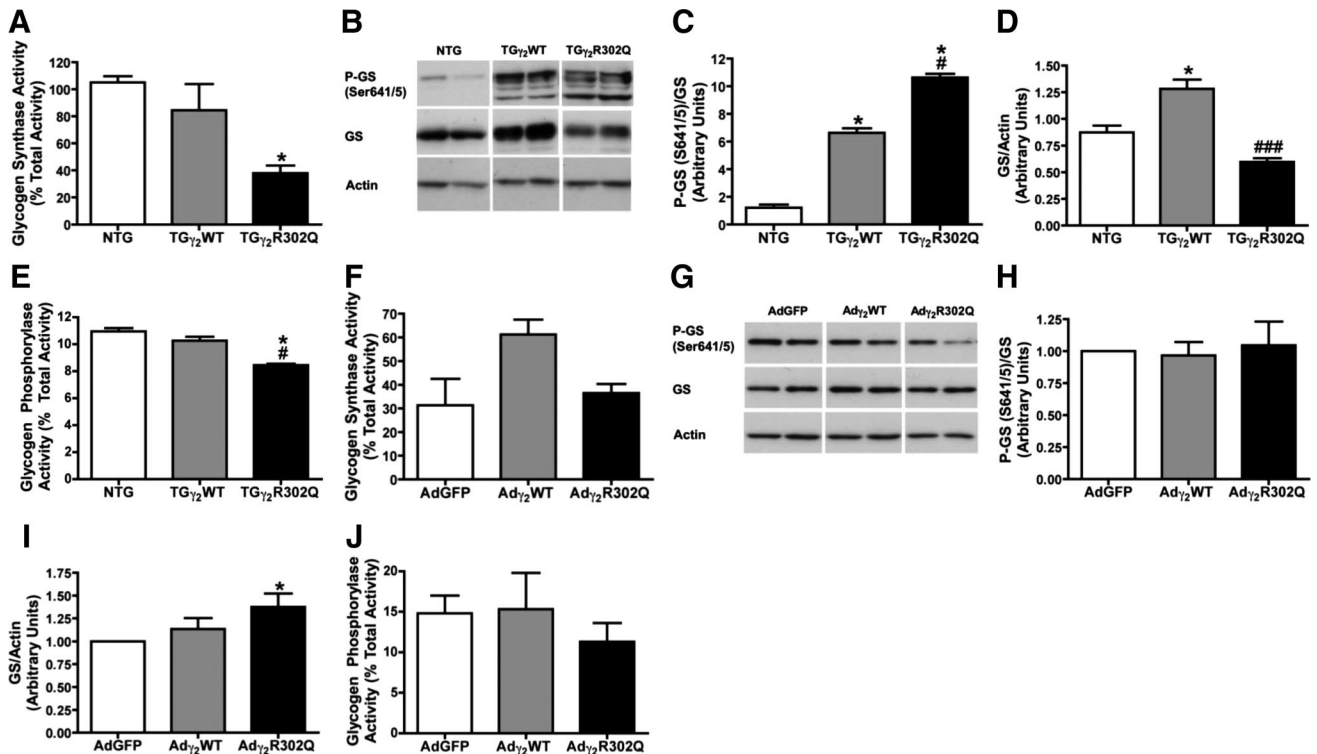 A
Glycogen Synthase Activity
(% Total Activity)
120
100
80
60
40
20
0
*
NTG
TGγ2WT
TGγ2R302Q
B
NTG
TGγ2WT
TGγ2R302Q
P-GS
(Ser641/5)
GS
Actin
C
P-GS (S641/5)/GS
(Arbitrary Units)
12
10
8
6
4
2
0
*
*
#
NTG
TGγ2WT
TGγ2R302Q
D
GS/Actin
(Arbitrary Units)
1.50
1.25
1.00
0.75
0.50
0.25
0.00
*
###
NTG
TGγ2WT
TGγ2R302Q
E
Glycogen Phosphorylase
Activity (% Total Activity)
12
10
8
6
4
2
0
*
#
NTG
TGγ2WT
TGγ2R302Q
F
Glycogen Synthase Activity
(% Total Activity)
70
60
50
40
30
20
10
0
AdGFP
Adγ2WT
Adγ2R302Q
G
AdGFP
Adγ2WT
Adγ2R302Q
P-GS
(Ser641/5)
GS
Actin
H
P-GS (S641/5)/GS
(Arbitrary Units)
1.25
1.00
0.75
0.50
0.25
0.00
AdGFP
Adγ2WT
Adγ2R302Q
I
GS/Actin
(Arbitrary Units)
1.75
1.50
1.25
1.00
0.75
0.50
0.25
0.00
*
AdGFP
Adγ2WT
Adγ2R302Q
J
Glycogen Phosphorylase
Activity (% Total Activity)
20
15
10
5
0
AdGFP
Adγ2WT
Adγ2R302Q